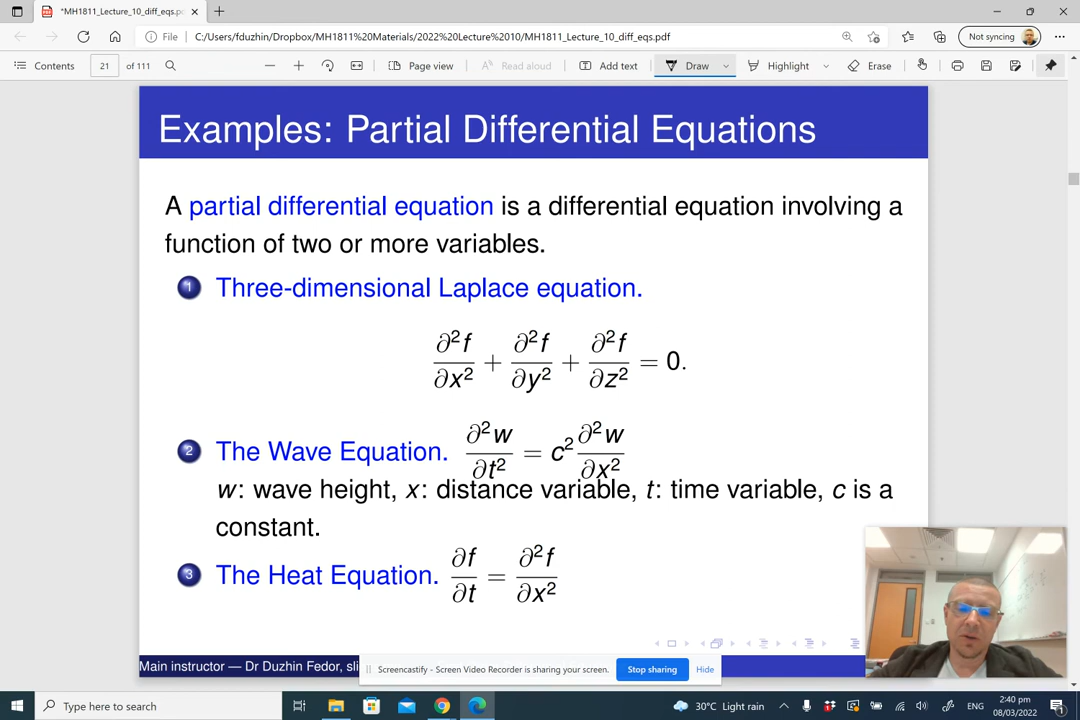 *MH1811_Lecture_10_diff_eqs.pd
File C:/Users/fduzhin/Dropbox/MH1811%20Materials/2022%20Lecture%2010/MH1811_Lecture_10_diff_eqs.pdf Not syncing
Contents 21 of 111 Page view Read aloud Add text Draw Highlight Erase
Examples: Partial Differential Equations
A partial differential equation is a differential equation involving a
function of two or more variables.
1 Three-dimensional Laplace equation.
∂²f/∂x² + ∂²f/∂y² + ∂²f/∂z² = 0.
2 The Wave Equation. ∂²w/∂t² = c² ∂²w/∂x²
w: wave height, x: distance variable, t: time variable, c is a
constant.
3 The Heat Equation. ∂f/∂t = ∂²f/∂x²
Main instructor — Dr Duzhin Fedor, sli
Screencastify - Screen Video Recorder is sharing your screen. Stop sharing Hide
Type here to search 30°C Light rain ENG 2:40 pm
08/03/2022